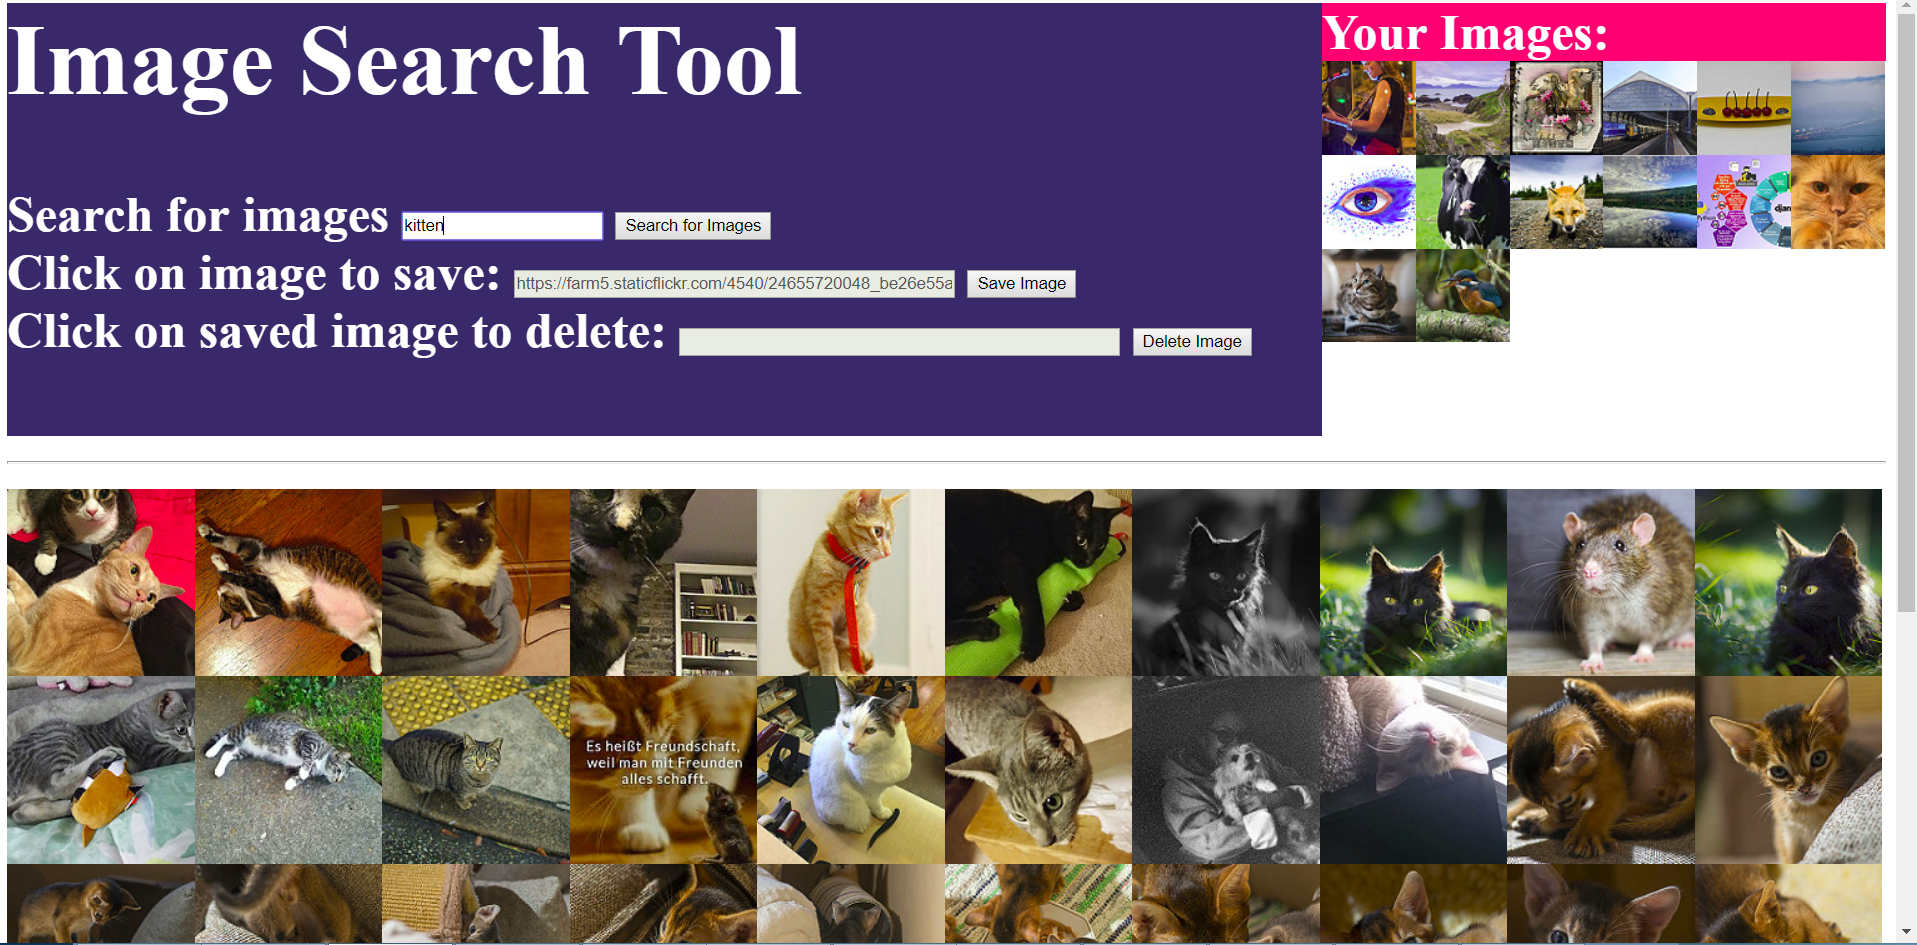 Image Search Tool
Your Images:
Search for images kitten Search for Images
Click on image to save: https://farm5.staticflickr.com/4540/24655720048_be26e55a Save Image
Click on saved image to delete: Delete Image
Es heißt Freundschaft,
weil man mit Freunden
alles schafft.